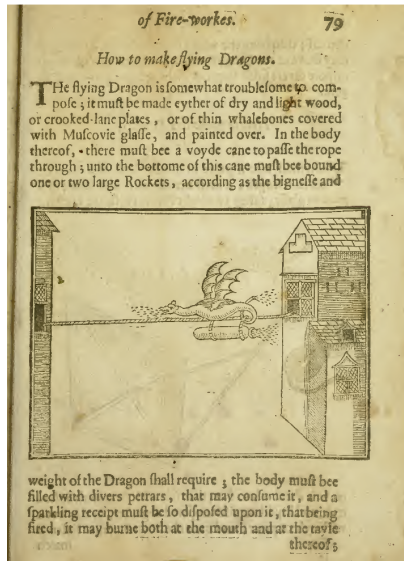 of Fire-workes. 79
How to make flying Dragons.
THe flying Dragon is somewhat troublesome to com-
pose; it must be made eyther of dry and light wood,
or crooked-lane plates, or of thin whalebones covered
with Muscovie glasse, and painted over. In the body
thereof, there must bee a voyde cane to passe the rope
through; unto the bottome of this cane must bee bound
one or two large Rockets, according as the bignesse and
weight of the Dragon shall require; the body must bee
filled with divers petrars, that may consume it, and a
sparkling receipt must be so disposed upon it, that being
fired, it may burne both at the mouth and at the tayle
thereof;